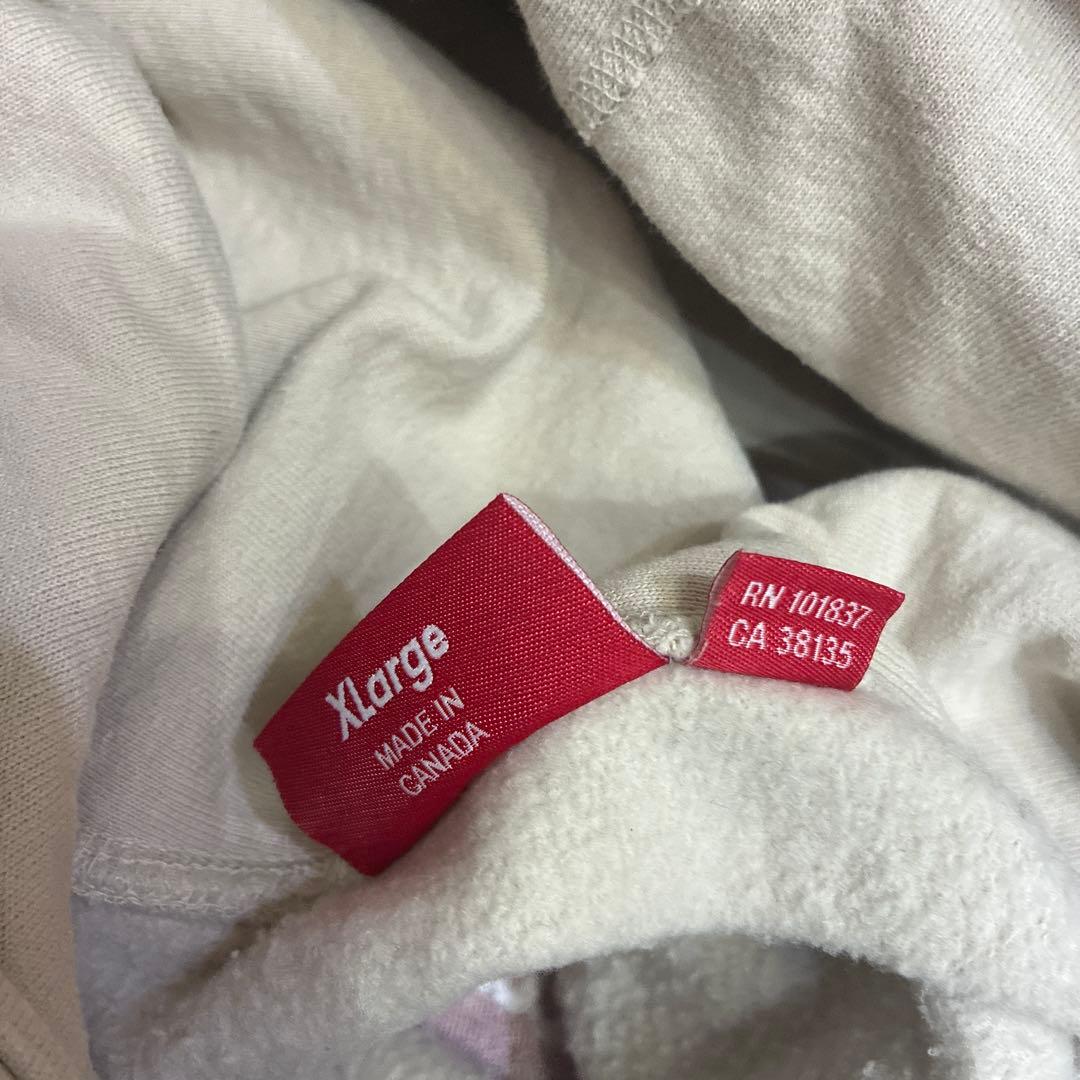 XLarge
MADE IN
CANADA
RN 101837
CA 38135